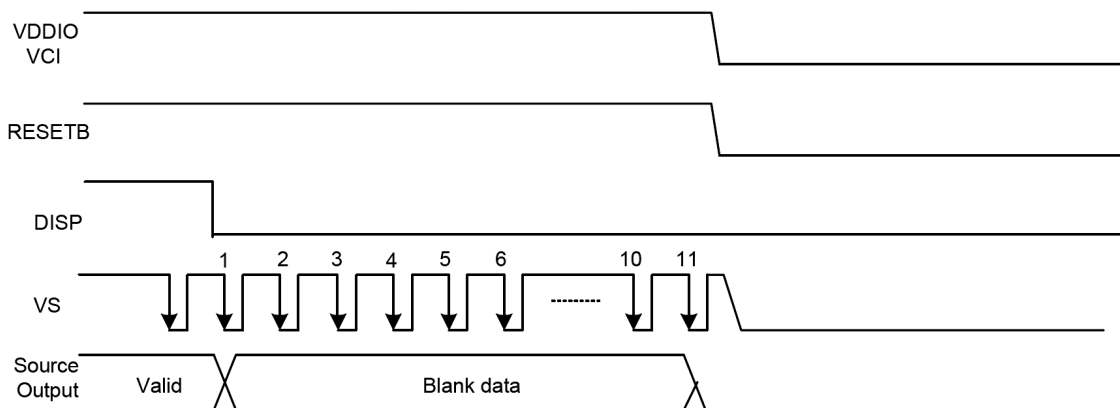 VDDIO
VCI
RESETB
DISP
1 2 3 4 5 6 10 11
VS
Source
Output
Valid
Blank data